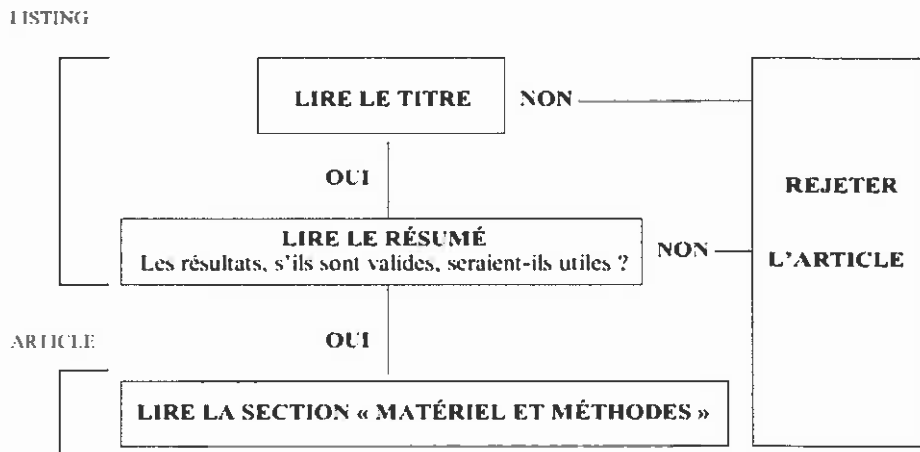 LISTING
LIRE LE TITRE NON
OUI
REJETER
LIRE LE RÉSUMÉ
Les résultats, s'ils sont valides, seraient-ils utiles ?
NON
L'ARTICLE
ARTICLE
OUI
LIRE LA SECTION « MATÉRIEL ET MÉTHODES »